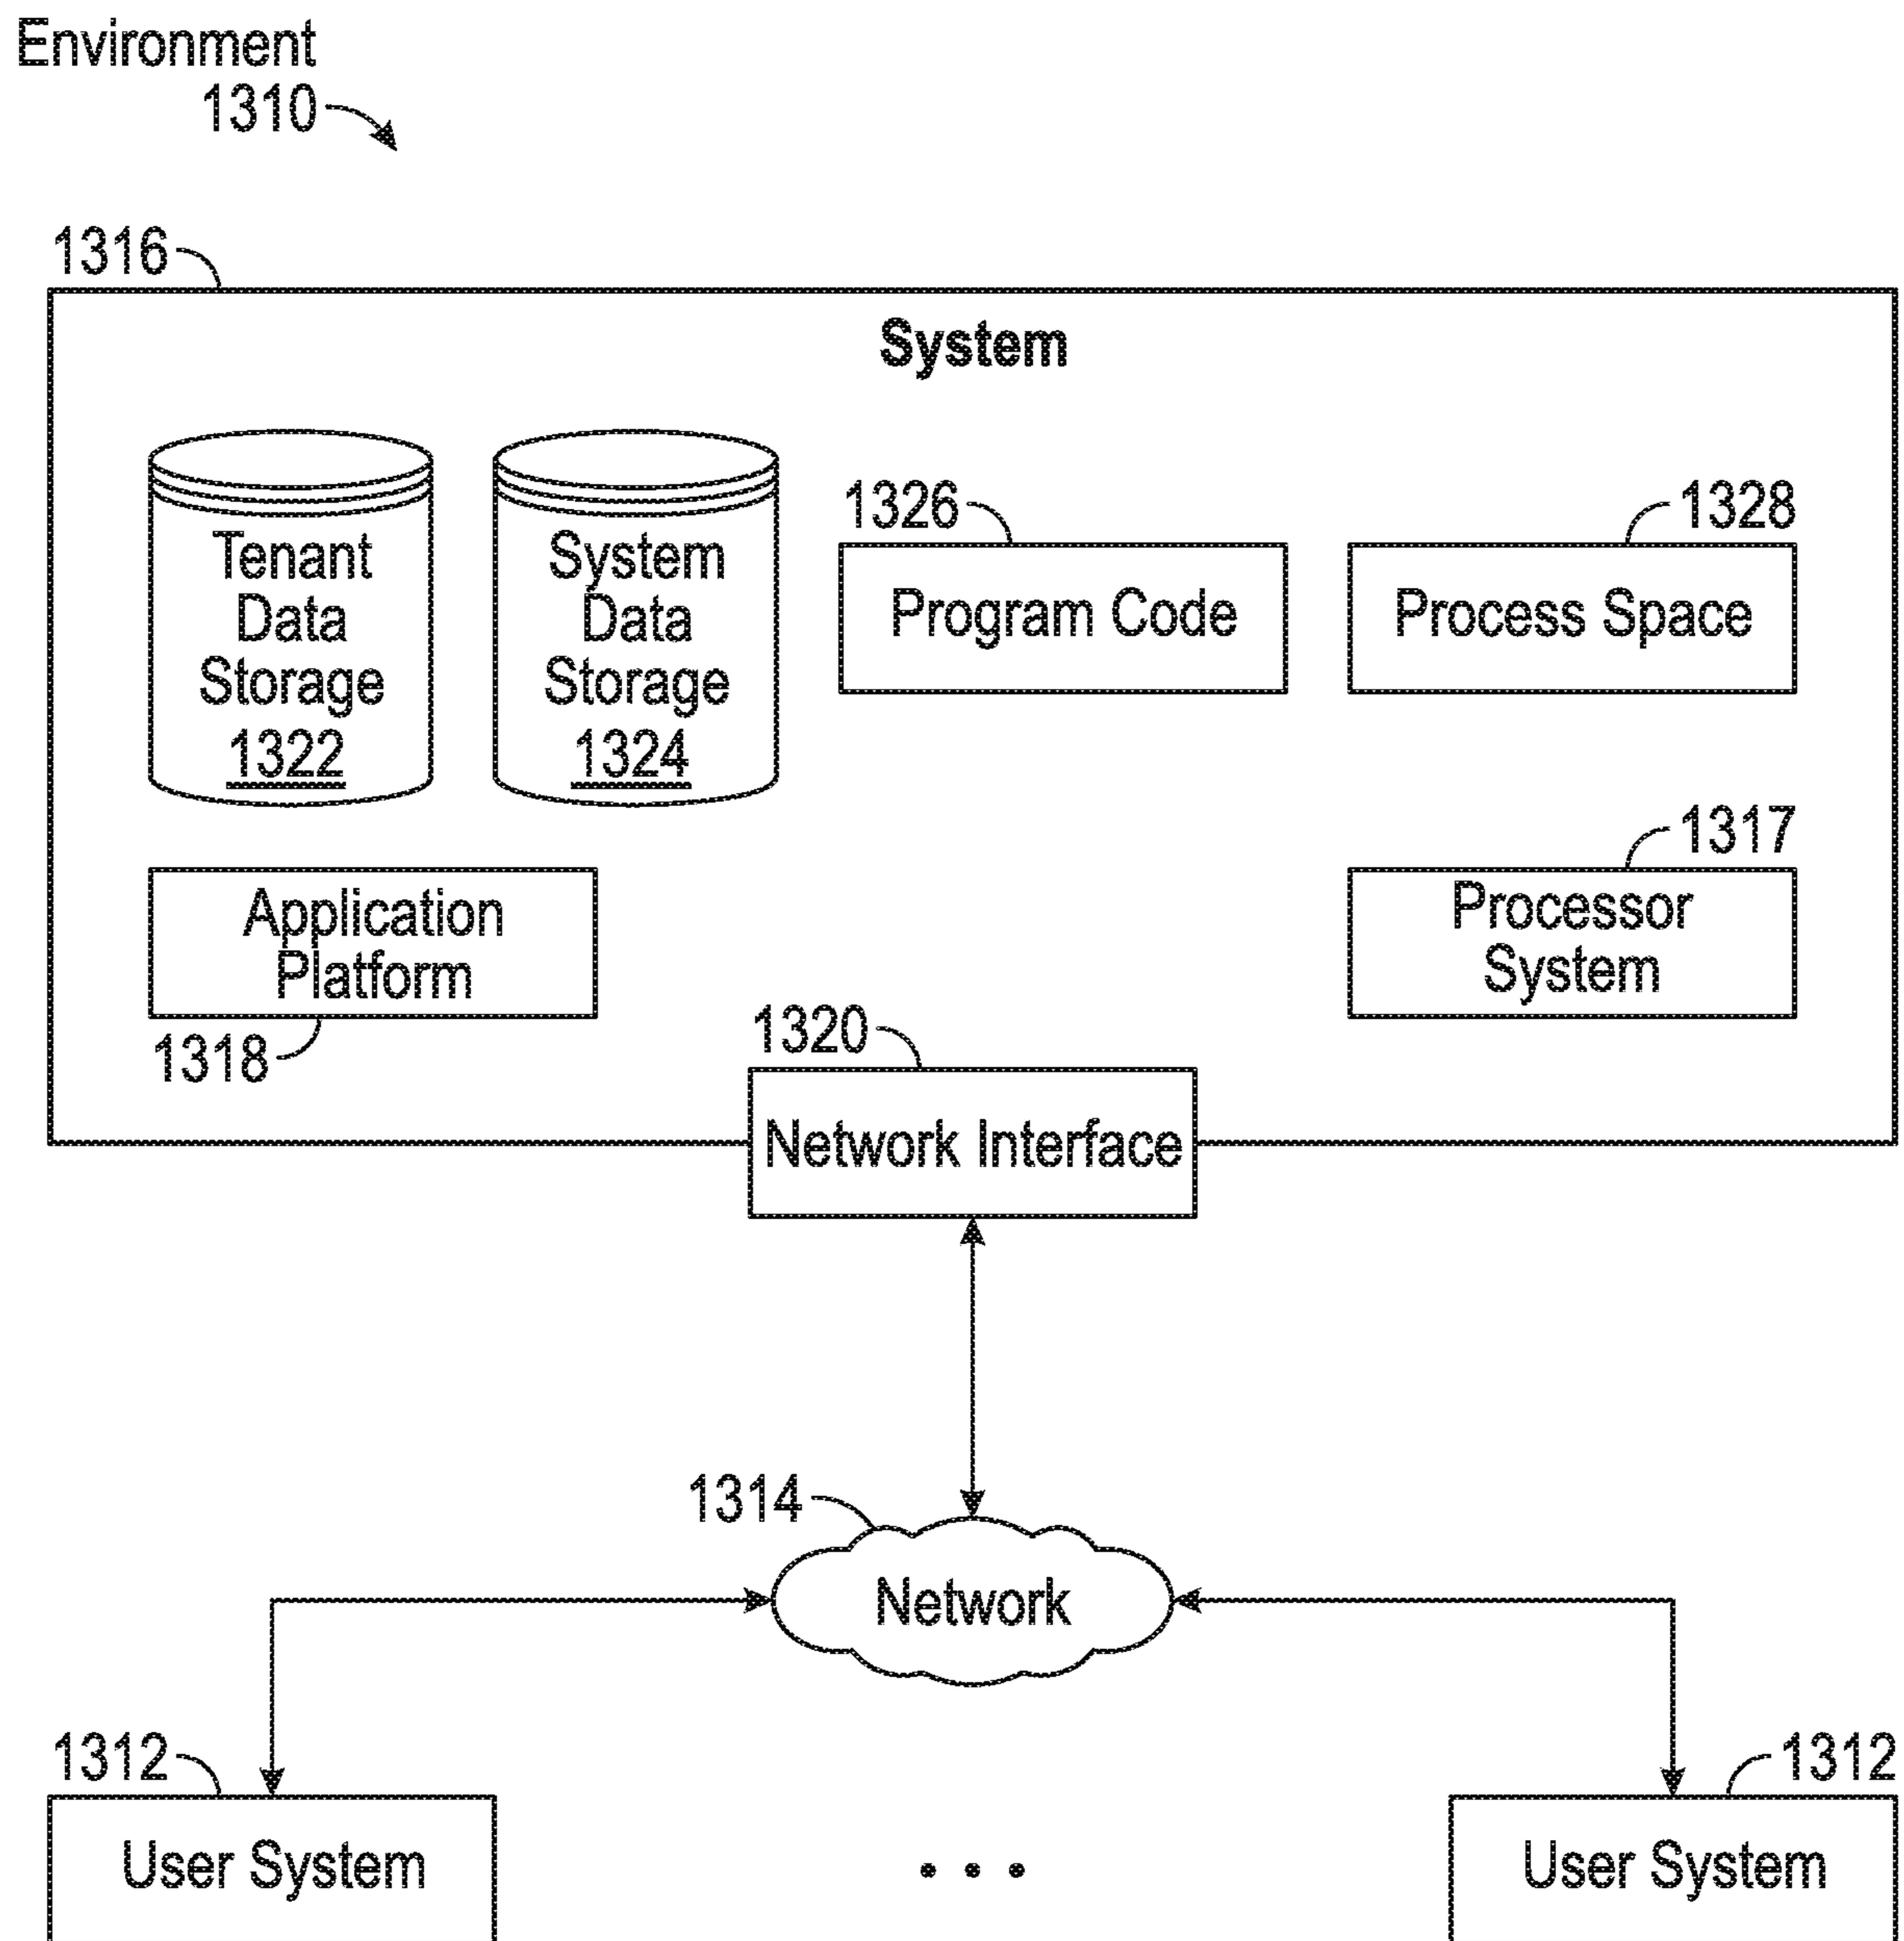 Environment
1310
1316
System
Tenant
Data
Storage
1322
System
Data
Storage
1324
1326
Program Code
1328
Process Space
Application
Platform
1318
1317
Processor
System
1320
Network Interface
1314
Network
1312
User System
. . .
1312
User System